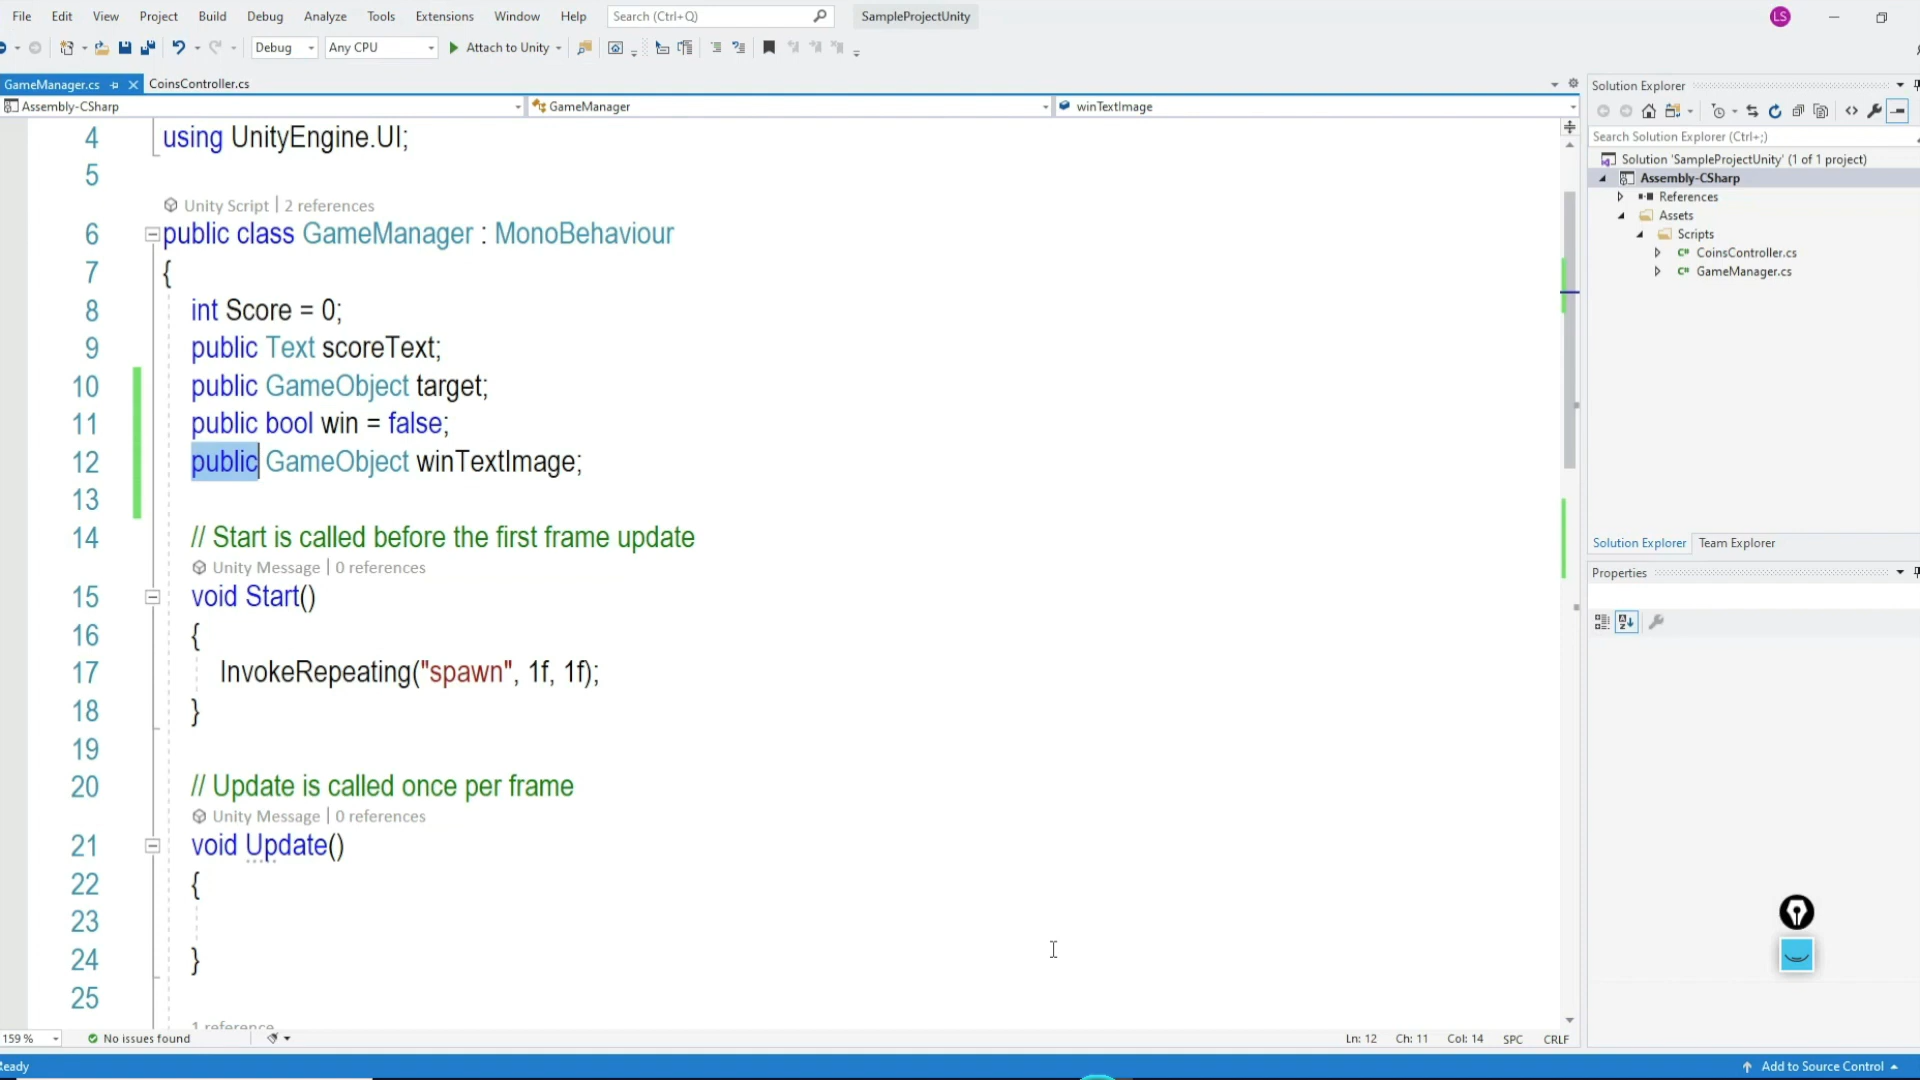 File Edit View Project Build Debug Analyze Tools Extensions Window Help Search (Ctrl+Q) SampleProjectUnity LS
Debug Any CPU Attach to Unity
GameManager.cs CoinsController.cs
Assembly-CSharp GameManager winTextImage
4 using UnityEngine.UI;
5
Unity Script | 2 references
6 public class GameManager : MonoBehaviour
7 {
8 int Score = 0;
9 public Text scoreText;
10 public GameObject target;
11 public bool win = false;
12 public GameObject winTextImage;
13
14 // Start is called before the first frame update
Unity Message | 0 references
15 void Start()
16 {
17 InvokeRepeating("spawn", 1f, 1f);
18 }
19
20 // Update is called once per frame
Unity Message | 0 references
21 void Update()
22 {
23
24 }
25
1 reference
159 % No issues found Ln: 12 Ch: 11 Col: 14 SPC CRLF
Solution Explorer
Search Solution Explorer (Ctrl+;)
Solution 'SampleProjectUnity' (1 of 1 project)
Assembly-CSharp
References
Assets
Scripts
C# CoinsController.cs
C# GameManager.cs
Solution Explorer Team Explorer
Properties
Ready Add to Source Control